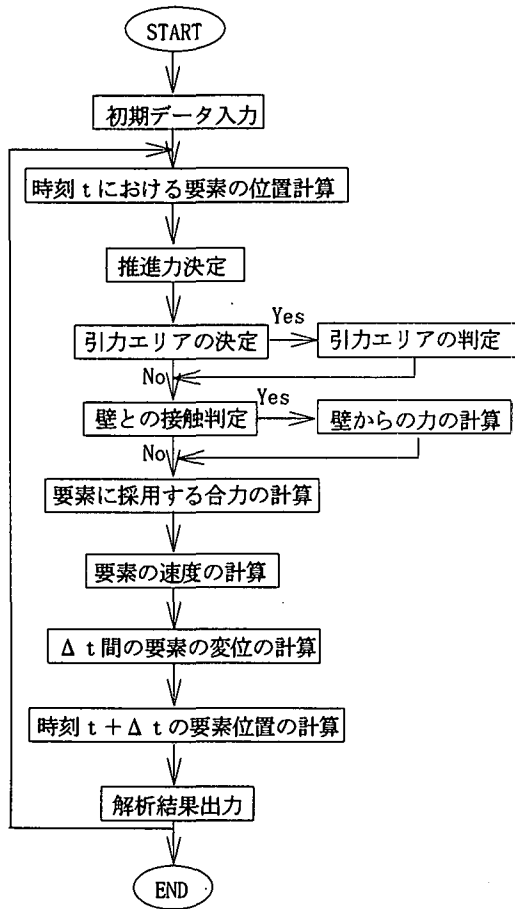 START
初期データ入力
時刻tにおける要素の位置計算
推進力決定
引力エリアの決定
Yes
引力エリアの判定
No
壁との接触判定
Yes
壁からの力の計算
No
要素に採用する合力の計算
要素の速度の計算
Δt間の要素の変位の計算
時刻t+Δtの要素位置の計算
解析結果出力
END